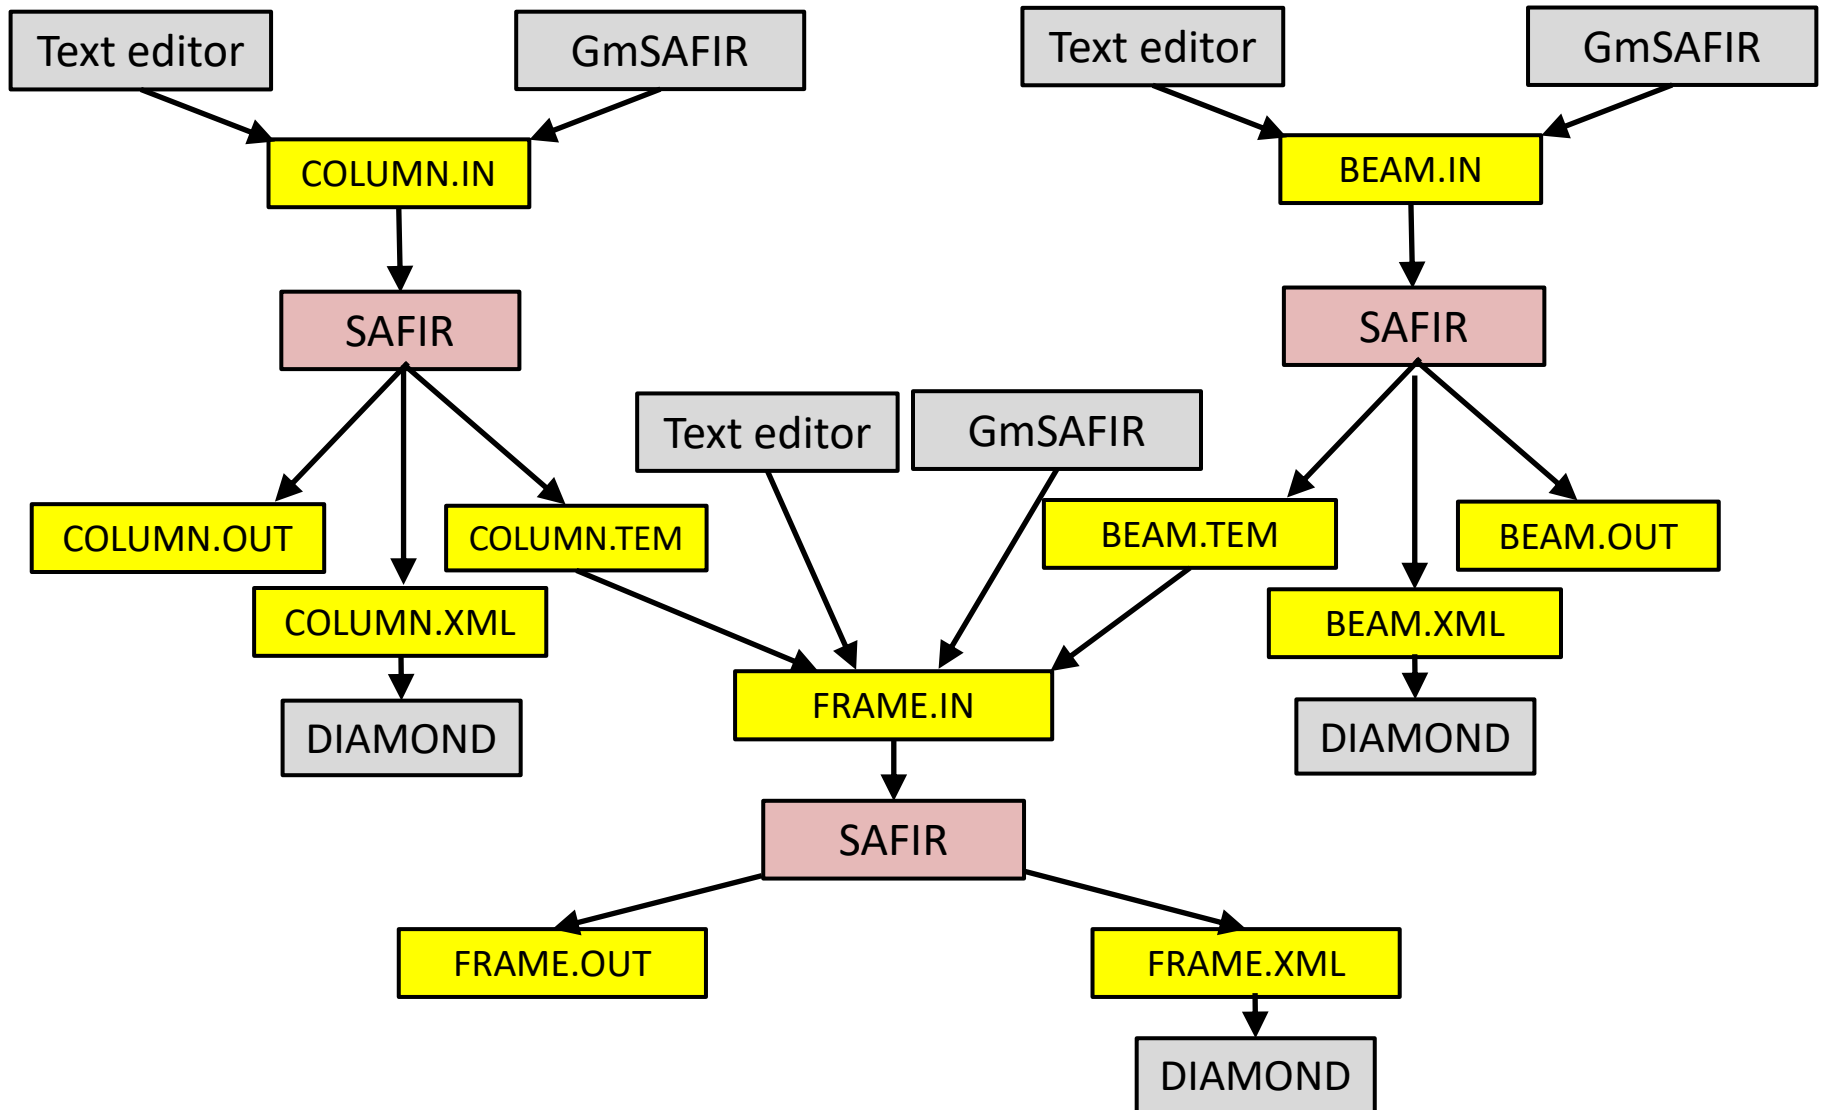 Text editor
GmSAFIR
Text editor
GmSAFIR
COLUMN.IN
BEAM.IN
SAFIR
SAFIR
Text editor
GmSAFIR
COLUMN.OUT
COLUMN.TEM
BEAM.TEM
BEAM.OUT
COLUMN.XML
BEAM.XML
FRAME.IN
DIAMOND
DIAMOND
SAFIR
FRAME.OUT
FRAME.XML
DIAMOND